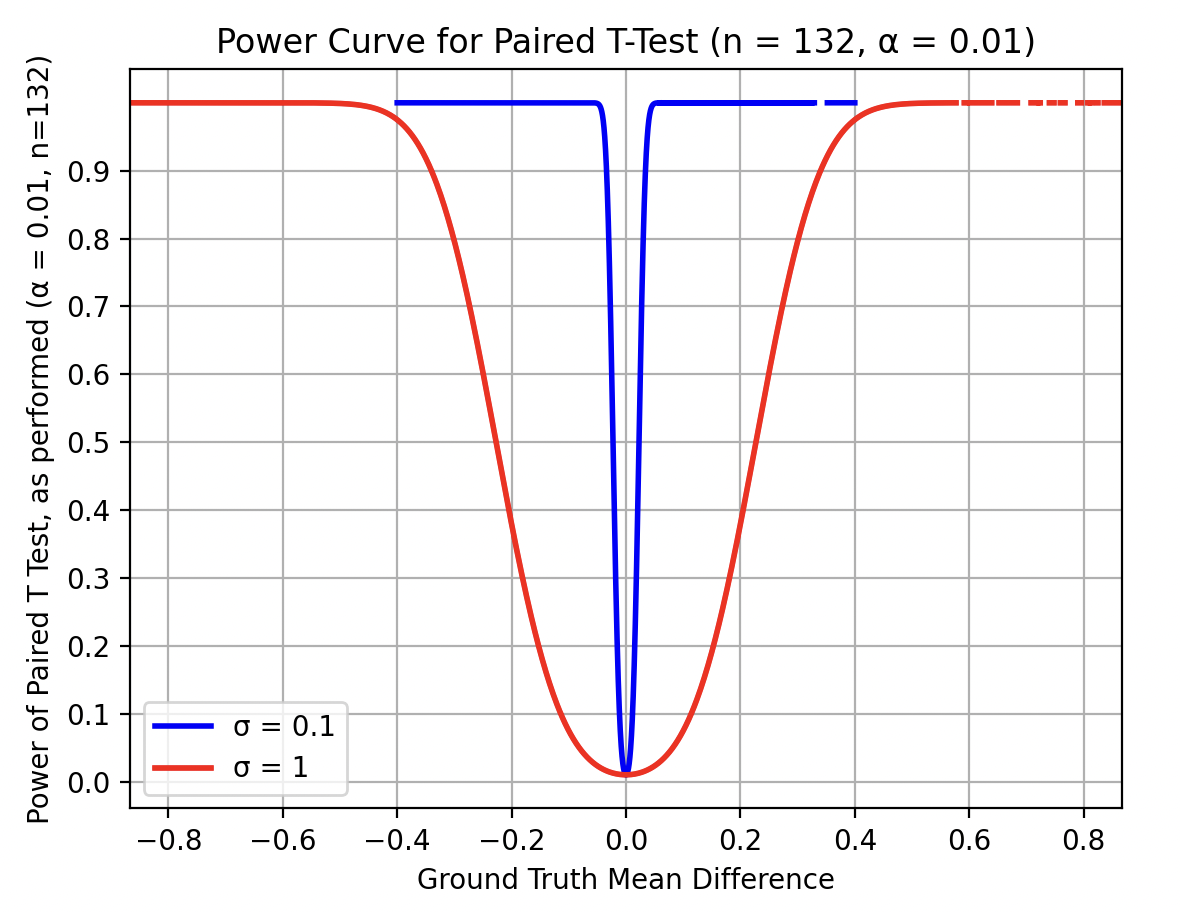 Power Curve for Paired T-Test (n = 132, α = 0.01)
Power of Paired T Test, as performed (α = 0.01, n=132)
0.9
0.8
0.7
0.6
0.5
0.4
0.3
0.2
0.1
0.0
σ = 0.1
σ = 1
−0.8 −0.6 −0.4 −0.2 0.0 0.2 0.4 0.6 0.8
Ground Truth Mean Difference